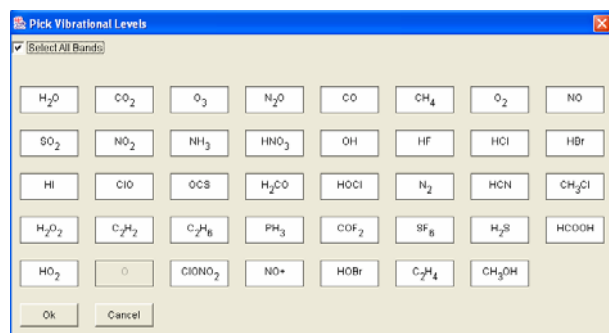 Pick Vibrational Levels
Select All Bands
H₂O CO₂ O₃ N₂O CO CH₄ O₂ NO
SO₂ NO₂ NH₃ HNO₃ OH HF HCl HBr
HI ClO OCS H₂CO HOCl N₂ HCN CH₃Cl
H₂O₂ C₂H₂ C₂H₆ PH₃ COF₂ SF₆ H₂S HCOOH
HO₂ O ClONO₂ NO+ HOBr C₂H₄ CH₃OH
Ok Cancel